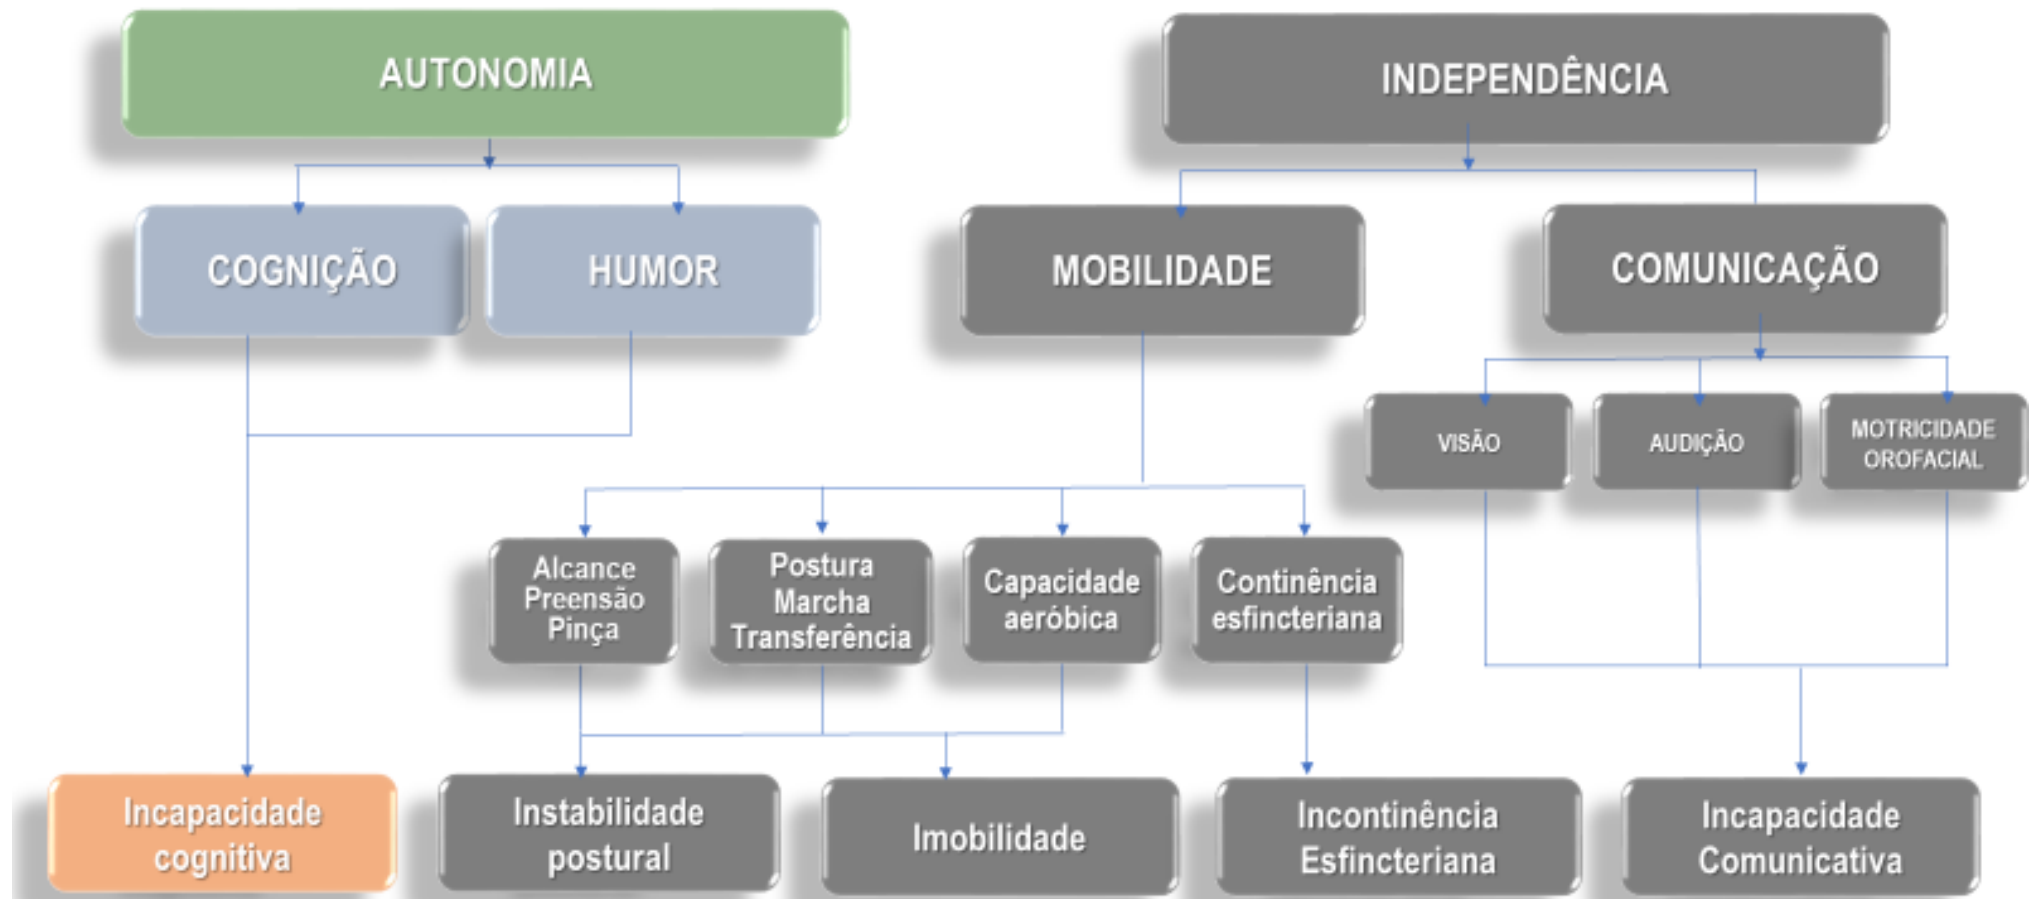 AUTONOMIA
INDEPENDÊNCIA
COGNIÇÃO
HUMOR
MOBILIDADE
COMUNICAÇÃO
VISÃO
AUDIÇÃO
MOTRICIDADE
OROFACIAL
Alcance
Preensão
Pinça
Postura
Marcha
Transferência
Capacidade
aeróbica
Continência
esfincteriana
Incapacidade
cognitiva
Instabilidade
postural
Imobilidade
Incontinência
Esfincteriana
Incapacidade
Comunicativa